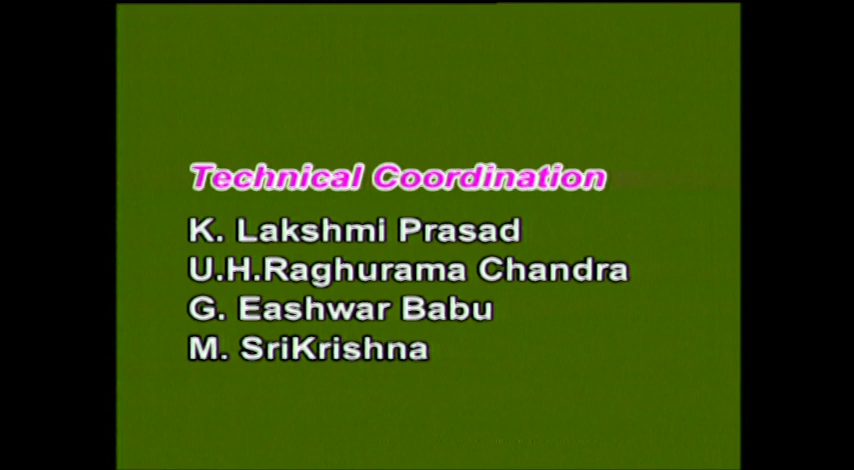 Technical Coordination
K. Lakshmi Prasad
U.H.Raghurama Chandra
G. Eashwar Babu
M. SriKrishna